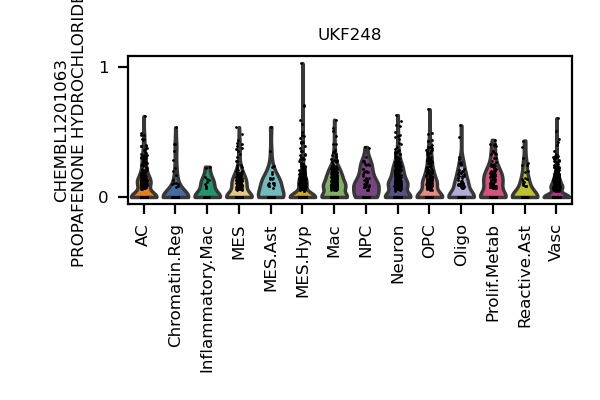 UKF248
CHEMBL1201063
PROPAFENONE HYDROCHLORIDE
1
0
AC
Chromatin.Reg
Inflammatory.Mac
MES
MES.Ast
MES.Hyp
Mac
NPC
Neuron
OPC
Oligo
Prolif.Metab
Reactive.Ast
Vasc